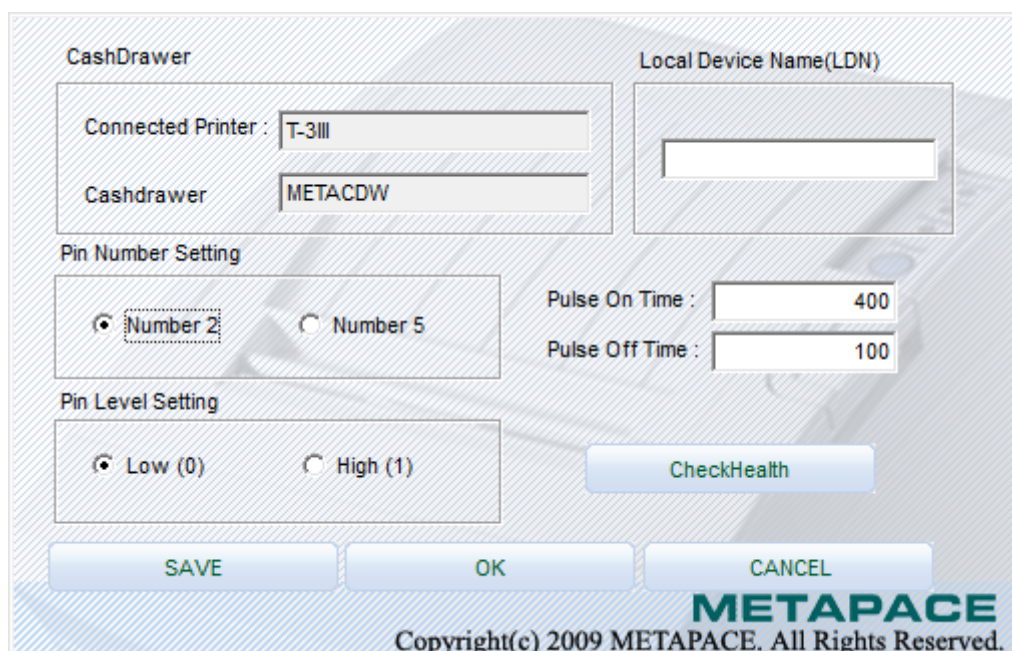 CashDrawer
Local Device Name(LDN)
Connected Printer : T-3III
Cashdrawer METACDW
Pin Number Setting
Number 2 Number 5
Pulse On Time : 400
Pulse Off Time : 100
Pin Level Setting
Low (0) High (1)
CheckHealth
SAVE OK CANCEL
METAPACE
Copyright(c) 2009 METAPACE. All Rights Reserved.